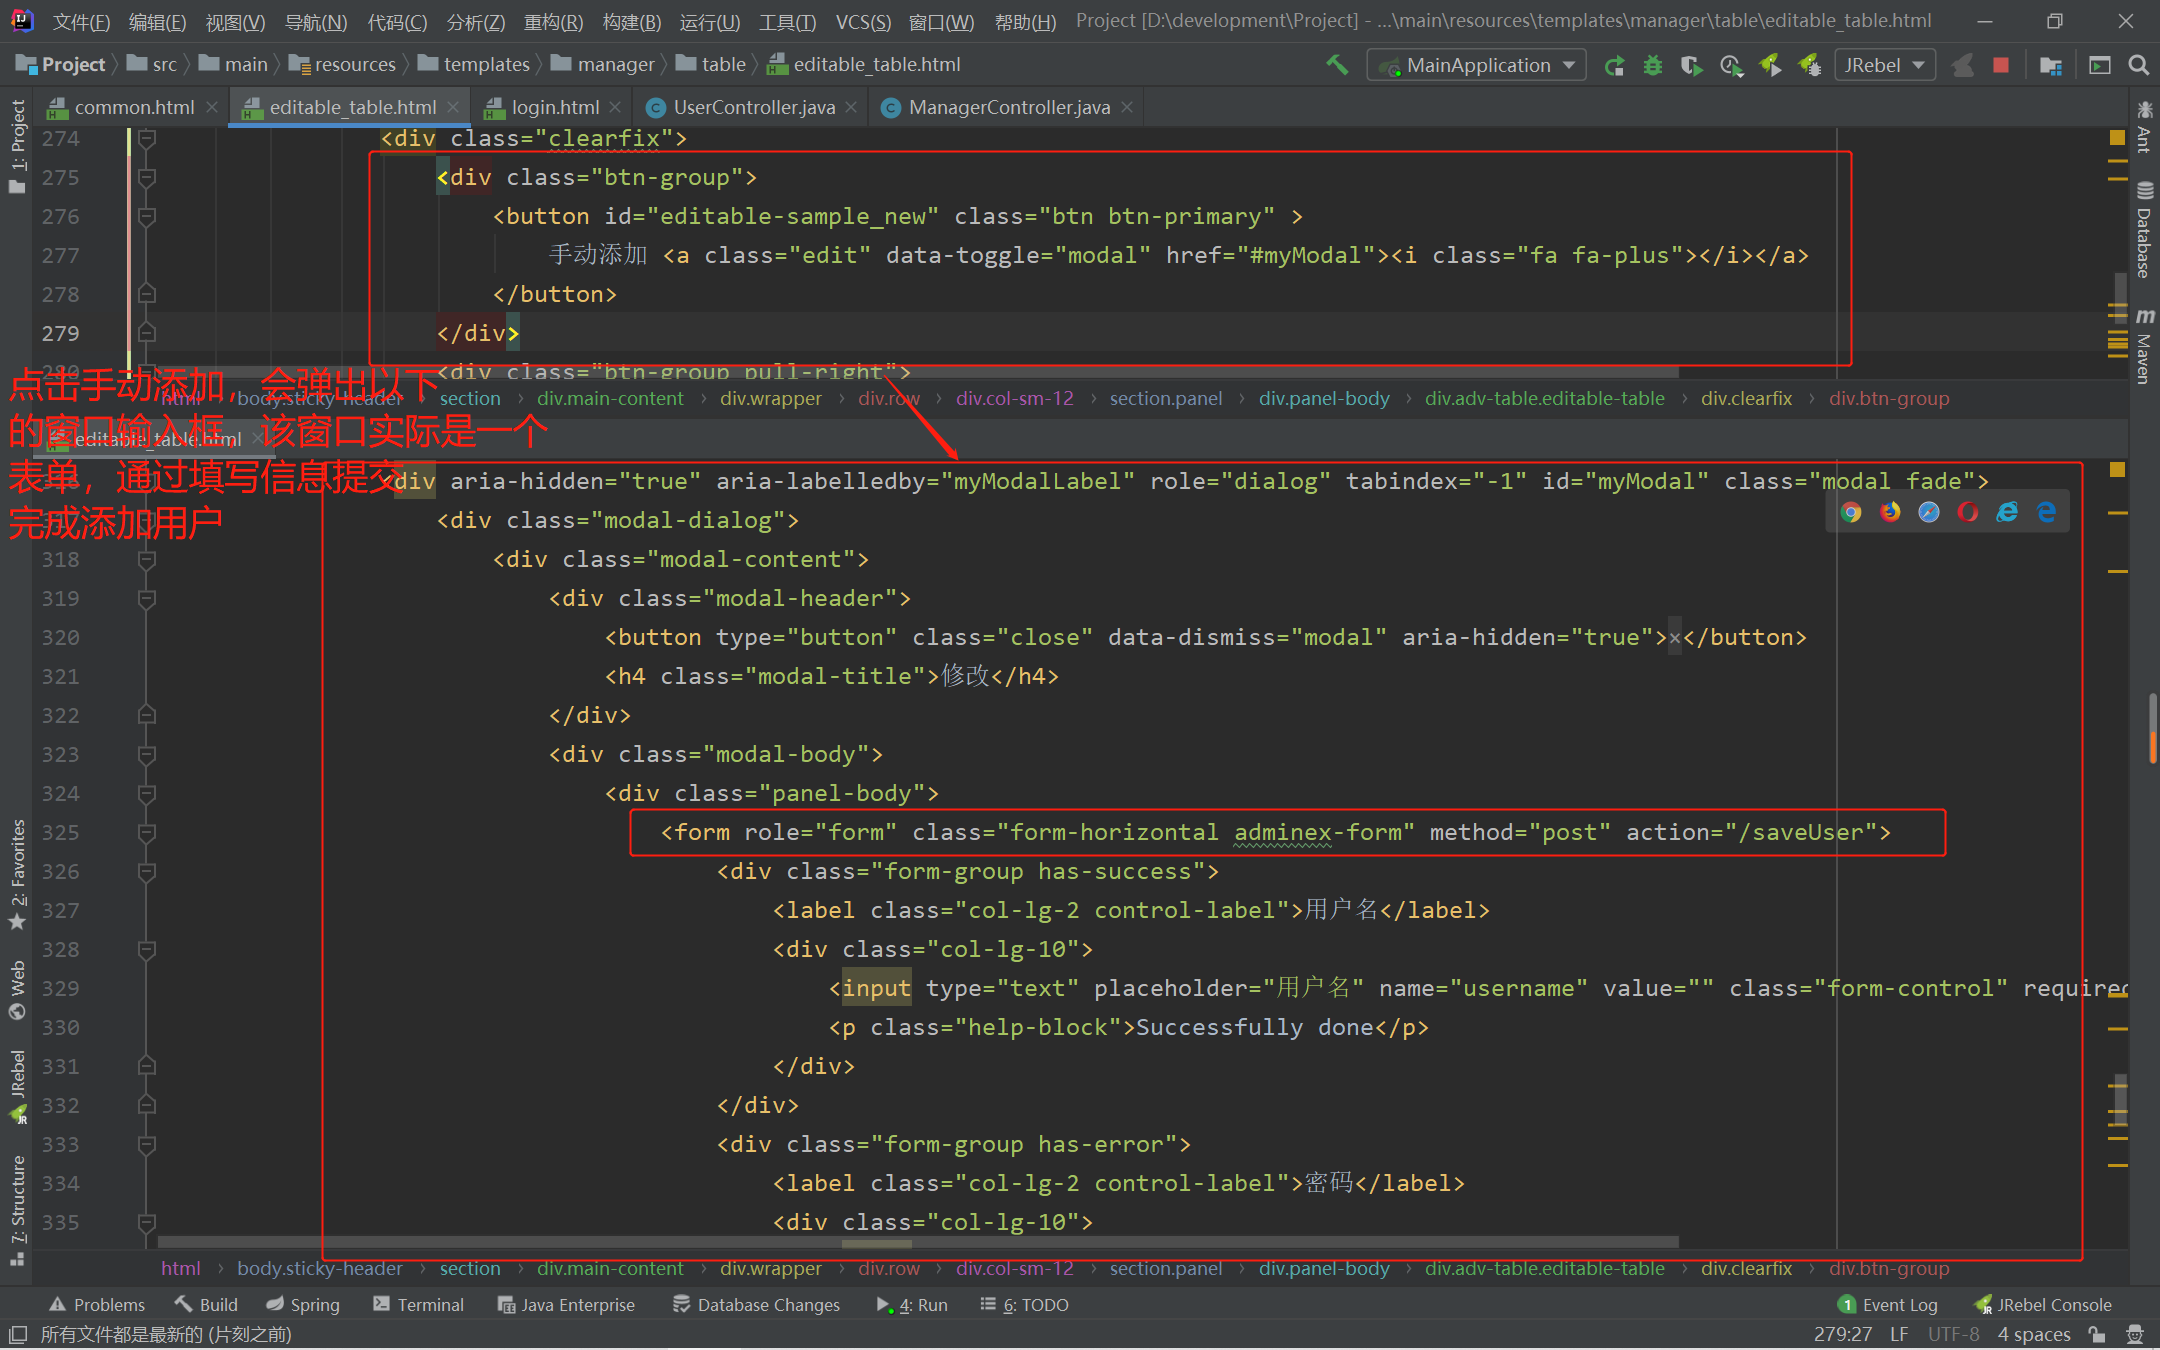 文件(F) 编辑(E) 视图(V) 导航(N) 代码(C) 分析(Z) 重构(R) 构建(B) 运行(U) 工具(T) VCS(S) 窗口(W) 帮助(H) Project [D:\development\Project] - ...\main\resources\templates\manager\table\editable_table.html
Project src main resources templates manager table editable_table.html MainApplication JRebel
common.html editable_table.html login.html UserController.java ManagerController.java
1: Project
Ant
Database
Maven
274 <div class="clearfix">
275 <div class="btn-group">
276 <button id="editable-sample_new" class="btn btn-primary" >
277 手动添加 <a class="edit" data-toggle="modal" href="#myModal"><i class="fa fa-plus"></i></a>
278 </button>
279 </div>
280 <div class="btn-group pull-right">
点击手动添加，会弹出以下
的窗口输入框，该窗口实际是一个
表单，通过填写信息提交
完成添加用户
html body.sticky-header section div.main-content div.wrapper div.row div.col-sm-12 section.panel div.panel-body div.adv-table.editable-table div.clearfix div.btn-group
editable_table.html
<div aria-hidden="true" aria-labelledby="myModalLabel" role="dialog" tabindex="-1" id="myModal" class="modal fade">
<div class="modal-dialog">
318 <div class="modal-content">
319 <div class="modal-header">
320 <button type="button" class="close" data-dismiss="modal" aria-hidden="true">×</button>
321 <h4 class="modal-title">修改</h4>
322 </div>
323 <div class="modal-body">
324 <div class="panel-body">
325 <form role="form" class="form-horizontal adminex-form" method="post" action="/saveUser">
326 <div class="form-group has-success">
327 <label class="col-lg-2 control-label">用户名</label>
328 <div class="col-lg-10">
329 <input type="text" placeholder="用户名" name="username" value="" class="form-control" required
330 <p class="help-block">Successfully done</p>
331 </div>
332 </div>
333 <div class="form-group has-error">
334 <label class="col-lg-2 control-label">密码</label>
335 <div class="col-lg-10">
2: Favorites
Web
JRebel
7: Structure
html body.sticky-header section div.main-content div.wrapper div.row div.col-sm-12 section.panel div.panel-body div.adv-table.editable-table div.clearfix div.btn-group
Problems Build Spring Terminal Java Enterprise Database Changes 4: Run 6: TODO 1 Event Log JRebel Console
所有文件都是最新的 (片刻之前) 279:27 LF UTF-8 4 spaces